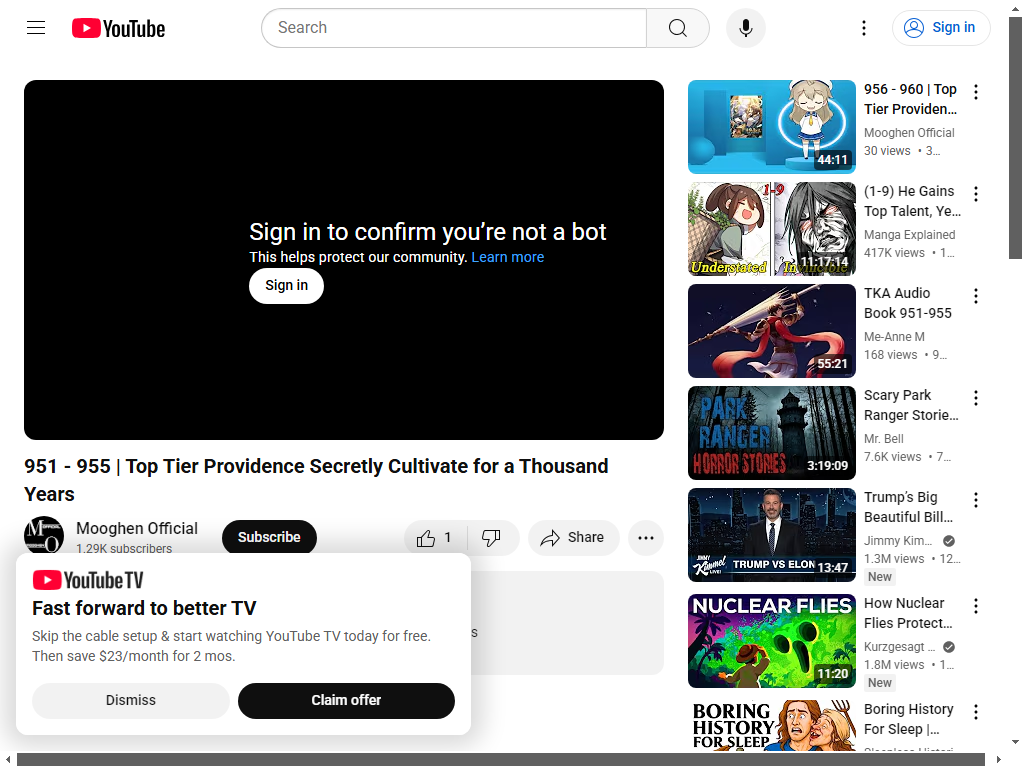 YouTube
Search
Sign in
Sign in to confirm you’re not a bot
This helps protect our community. Learn more
Sign in
951 - 955 | Top Tier Providence Secretly Cultivate for a Thousand
Years
Mooghen Official
1.29K subscribers
Subscribe
1
Share
s
YouTube TV
Fast forward to better TV
Skip the cable setup & start watching YouTube TV today for free.
Then save $23/month for 2 mos.
Dismiss
Claim offer
44:11
956 - 960 | Top
Tier Providen...
Mooghen Official
30 views • 3...
1-9
Understated
11:17:14
(1-9) He Gains
Top Talent, Ye...
Manga Explained
417K views • 1...
55:21
TKA Audio
Book 951-955
Me-Anne M
168 views • 9...
PARK
RANGER
HORROR STORIES
3:19:09
Scary Park
Ranger Storie...
Mr. Bell
7.6K views • 7...
JIMMY
Kimmel
LIVE!
TRUMP VS ELON
13:47
Trump’s Big
Beautiful Bill...
Jimmy Kim...
1.3M views • 12...
New
NUCLEAR FLIES
11:20
How Nuclear
Flies Protect...
Kurzgesagt ...
1.8M views • 1...
New
BORING
HISTORY
FOR SLEEP
Boring History
For Sleep |...